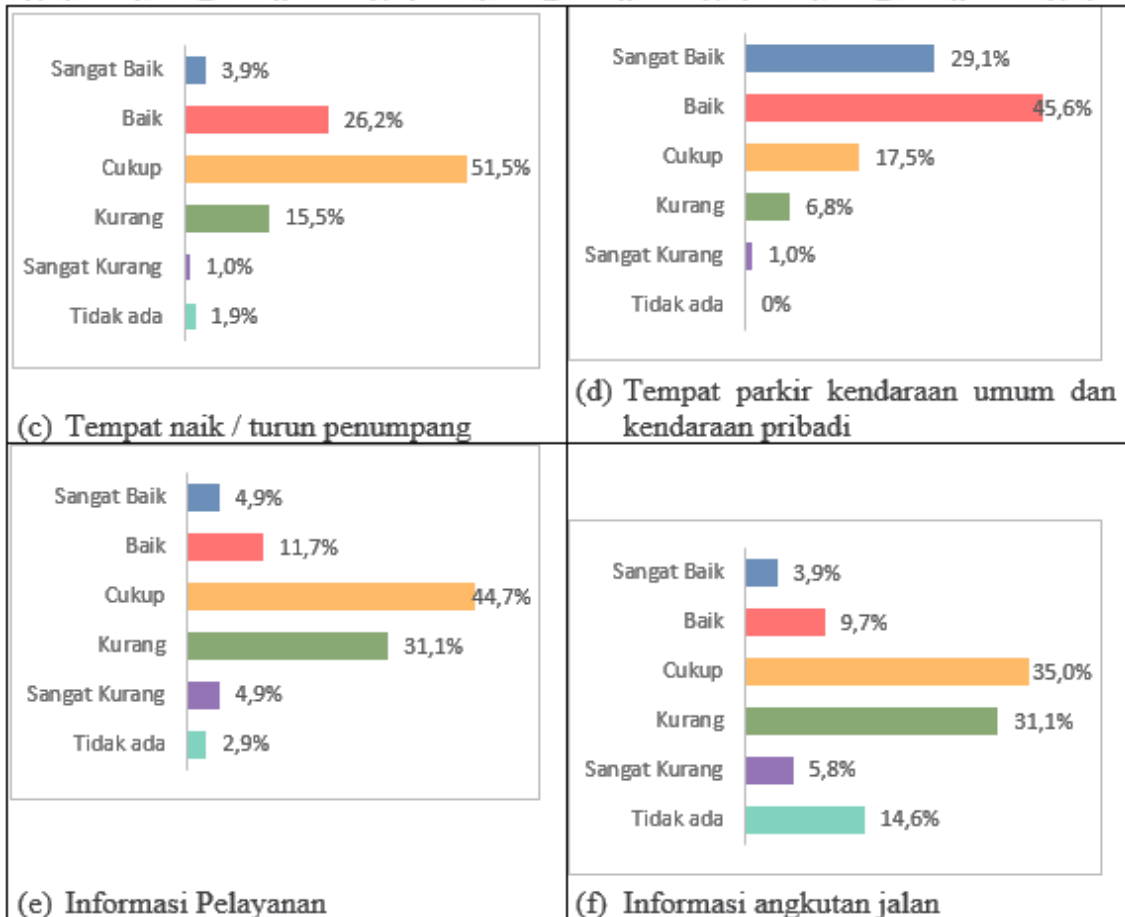 Sangat Baik 3,9%
Baik 26,2%
Cukup 51,5%
Kurang 15,5%
Sangat Kurang 1,0%
Tidak ada 1,9%
(c) Tempat naik / turun penumpang
Sangat Baik 29,1%
Baik 45,6%
Cukup 17,5%
Kurang 6,8%
Sangat Kurang 1,0%
Tidak ada 0%
(d) Tempat parkir kendaraan umum dan
kendaraan pribadi
Sangat Baik 4,9%
Baik 11,7%
Cukup 44,7%
Kurang 31,1%
Sangat Kurang 4,9%
Tidak ada 2,9%
(e) Informasi Pelayanan
Sangat Baik 3,9%
Baik 9,7%
Cukup 35,0%
Kurang 31,1%
Sangat Kurang 5,8%
Tidak ada 14,6%
(f) Informasi angkutan jalan